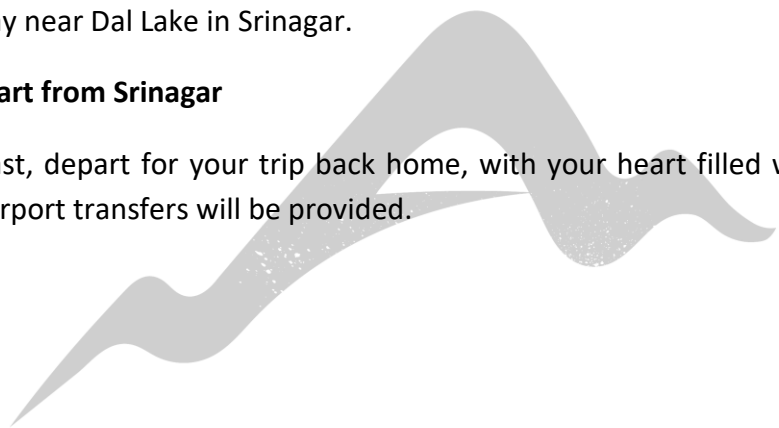 y near Dal Lake in Srinagar.
art from Srinagar
st, depart for your trip back home, with your heart filled
rport transfers will be provided.